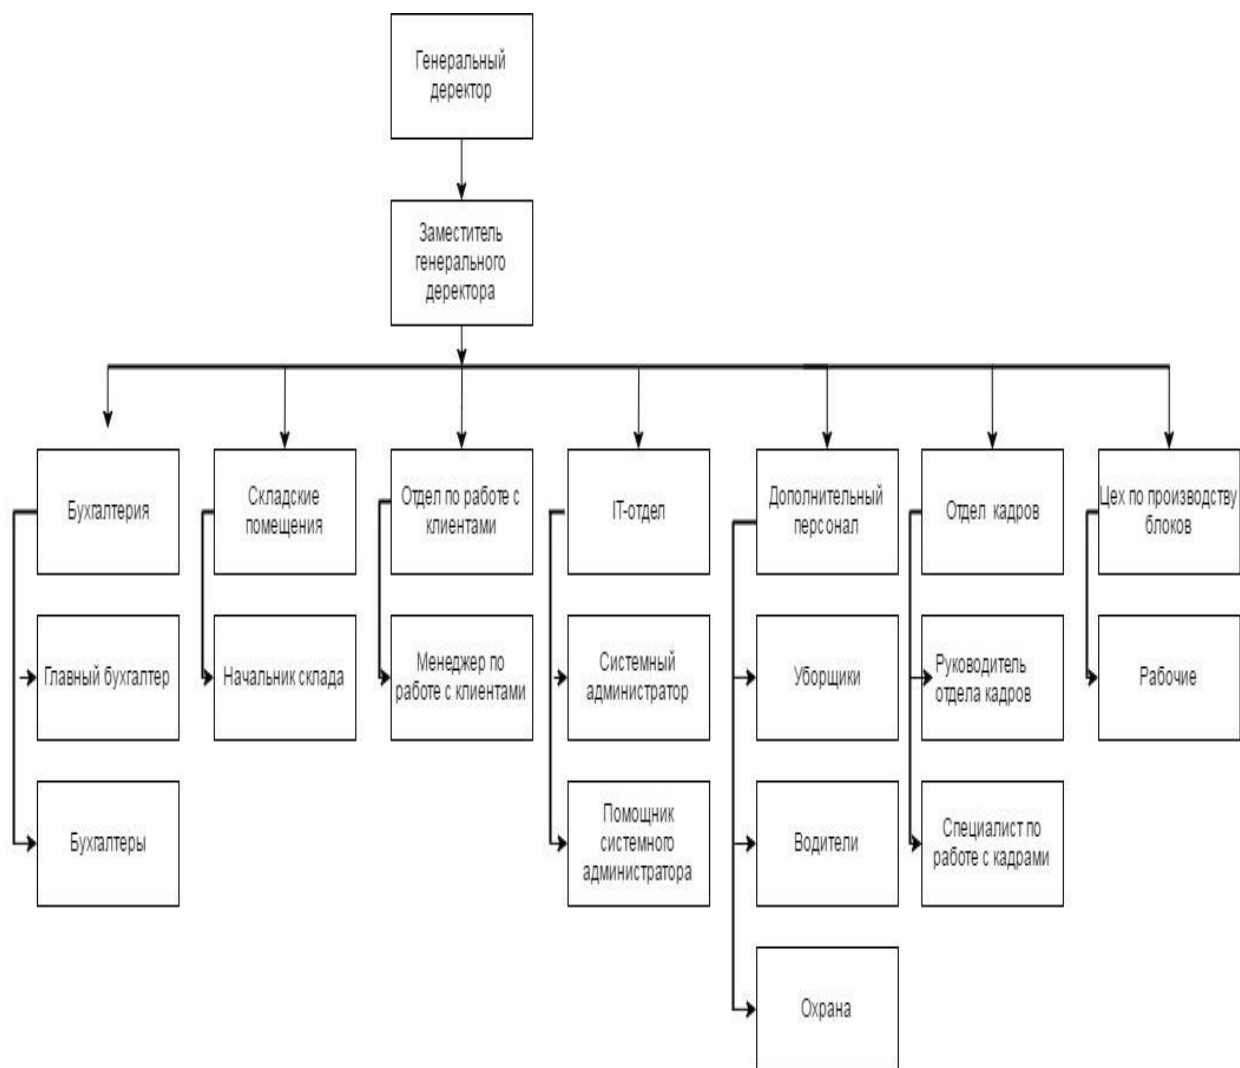 Генеральный
деректор
Заместитель
генерального
деректора
Бухгалтерия
Складские
помещения
Отдел по работе с
клиентами
IT-отдел
Дополнительный
персонал
Отдел кадров
Цех по производству
блоков
Главный бухгалтер
Начальник склада
Менеджер по
работе с клиентами
Системный
администратор
Уборщики
Руководитель
отдела кадров
Рабочие
Бухгалтеры
Помощник
системного
администратора
Водители
Специалист по
работе с кадрами
Охрана